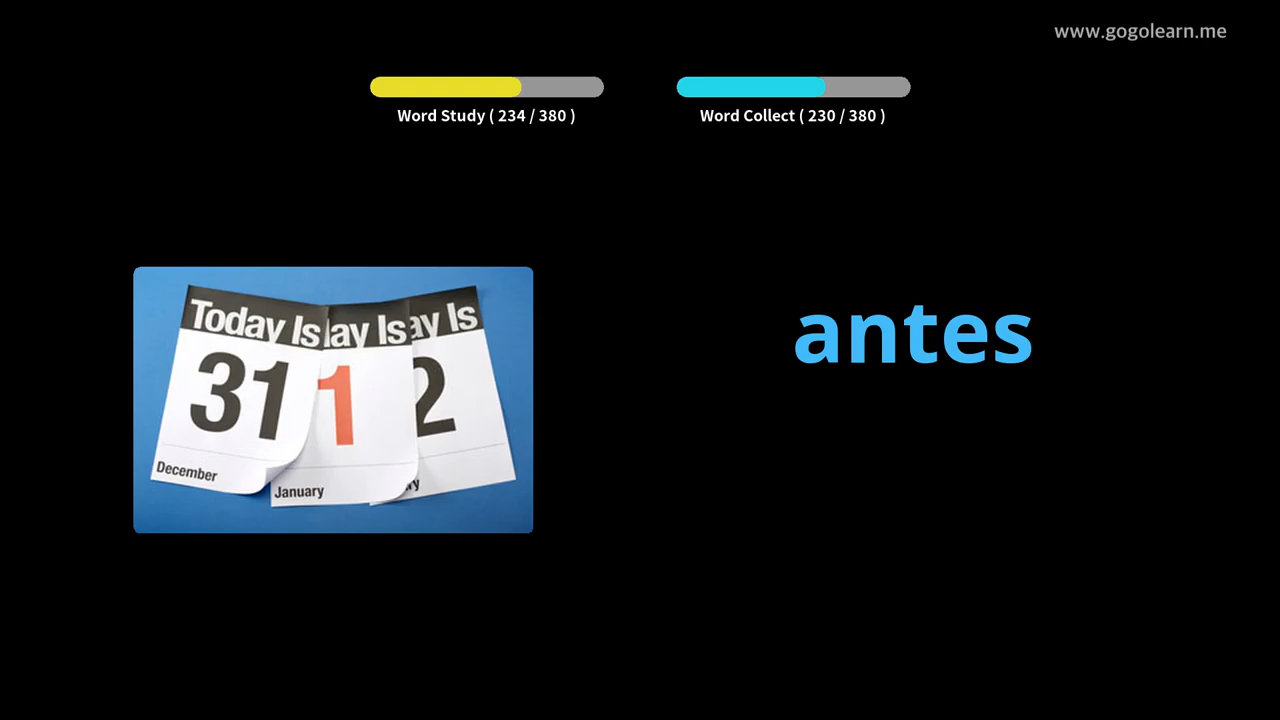 www.gogolearn.me
Word Study ( 234 / 380 )
Word Collect ( 230 / 380 )
Today Is
31
December
ay Is
1
January
ay Is
2
ry
antes